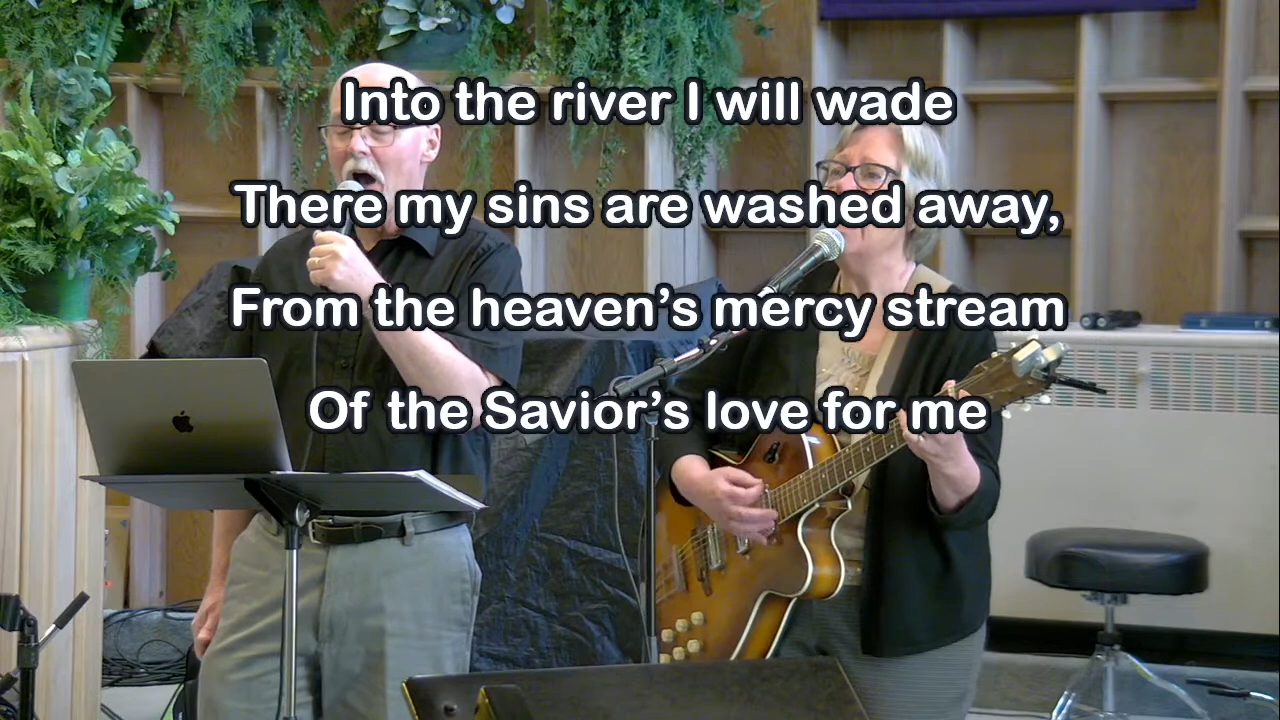 Into the river I will wade
There my sins are washed away,
From the heaven’s mercy stream
Of the Savior’s love for me